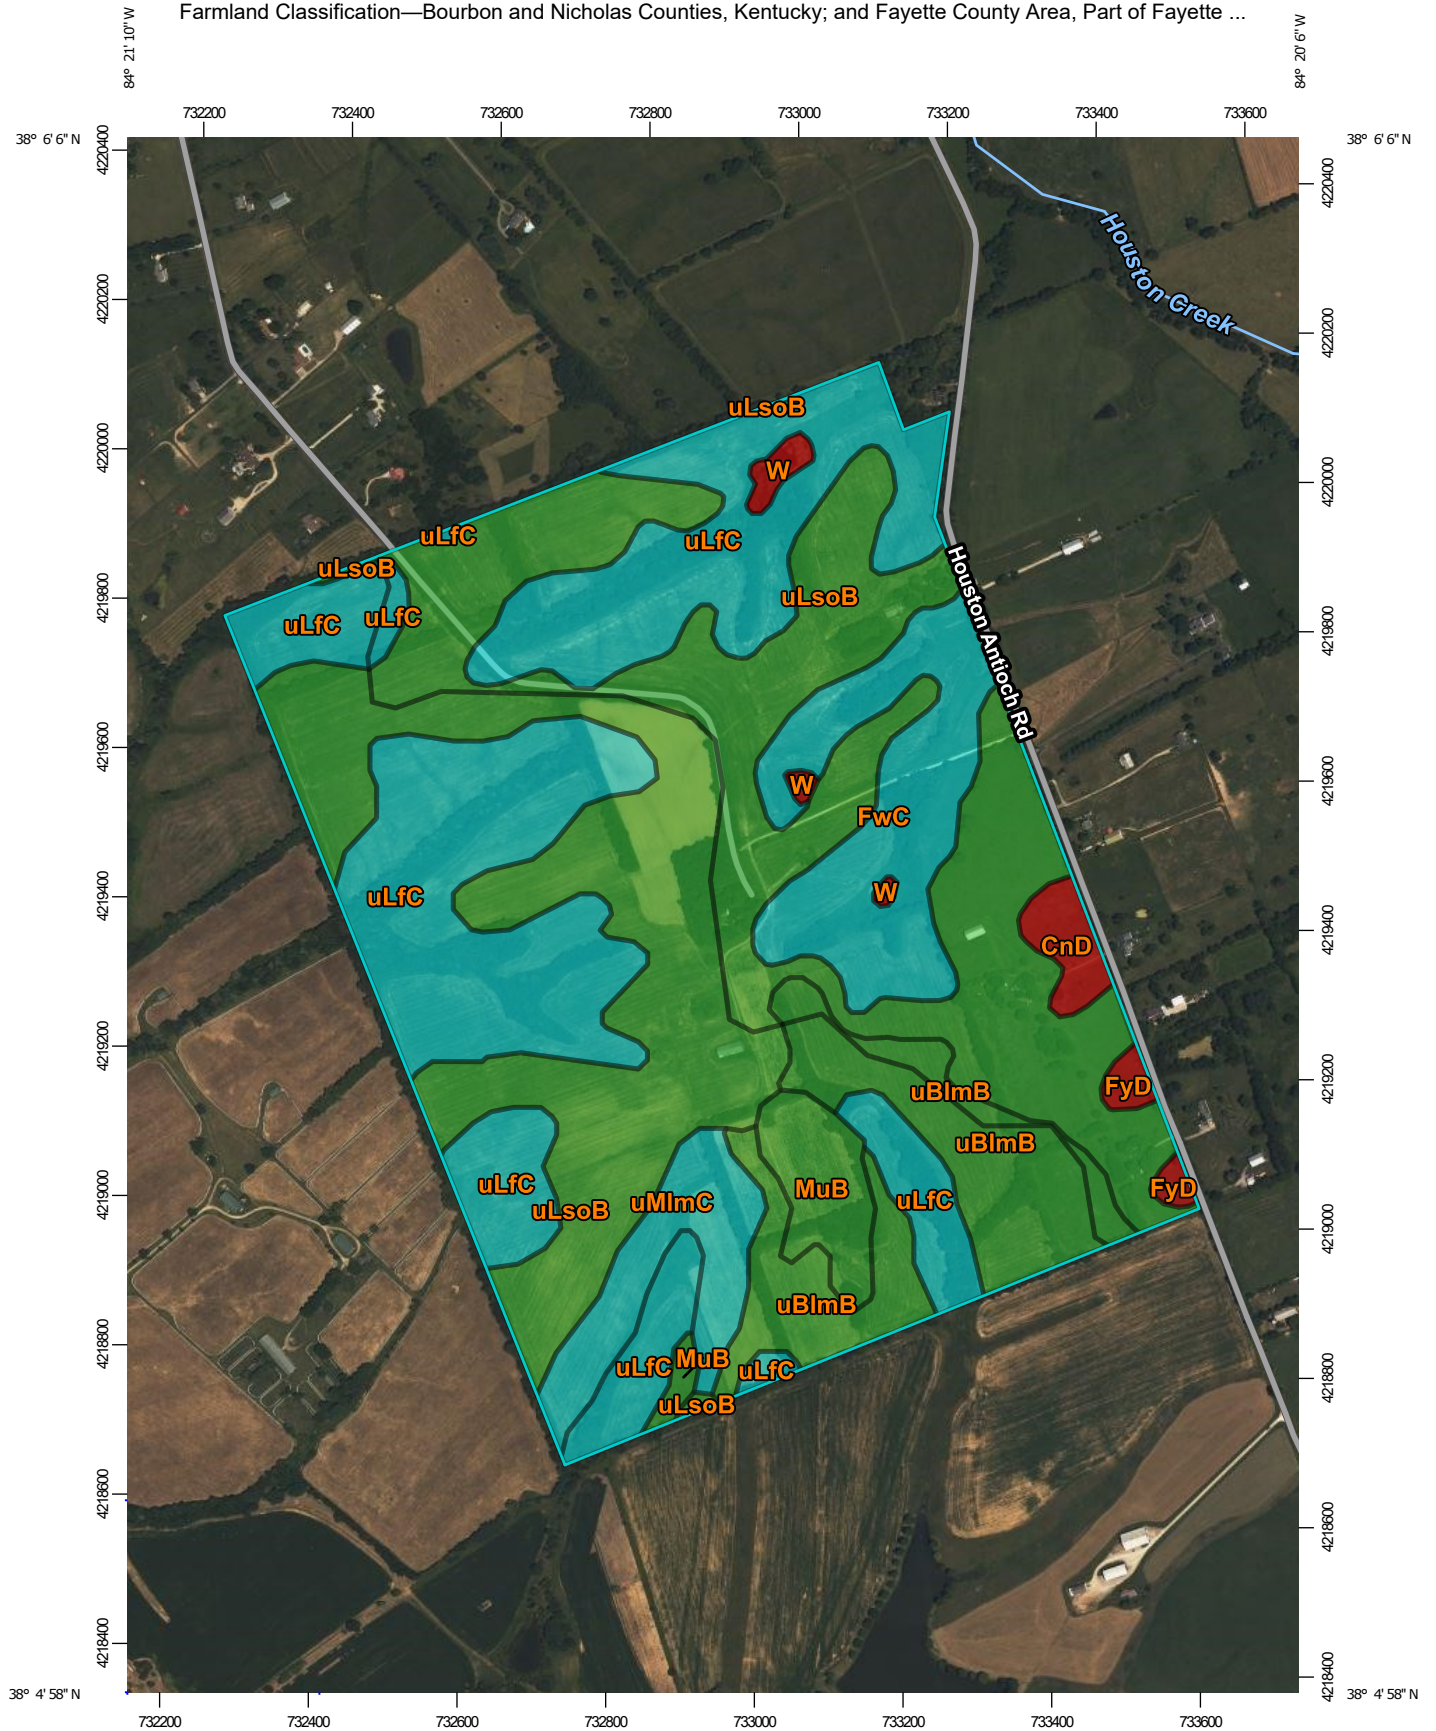 Farmland Classification—Bourbon and Nicholas Counties, Kentucky; and Fayette County Area, Part of Fayette ...
84° 21' 10'' W
84° 20' 6'' W
732200 732400 732600 732800 733000 733200 733400 733600
38° 6' 6'' N
38° 6' 6'' N
4220400
4220400
Houston Creek
4220200
4220200
uLsoB
4220000
W
4220000
uLfC
uLfC
uLsoB
4219800
uLsoB
uLfC
uLfC
4219800
Houston Antioch Rd
4219600
W
4219600
FwC
4219400
uLfC
W
4219400
CnD
4219200
FyD
4219200
uBlmB
uBlmB
uLfC
MuB
FyD
4219000
uMlmC
uLfC
uLsoB
4219000
uBlmB
4218800
MuB
uLfC
uLfC
4218800
uLsoB
4218600
4218600
4218400
4218400
38° 4' 58'' N
38° 4' 58'' N
732200 732400 732600 732800 733000 733200 733400 733600